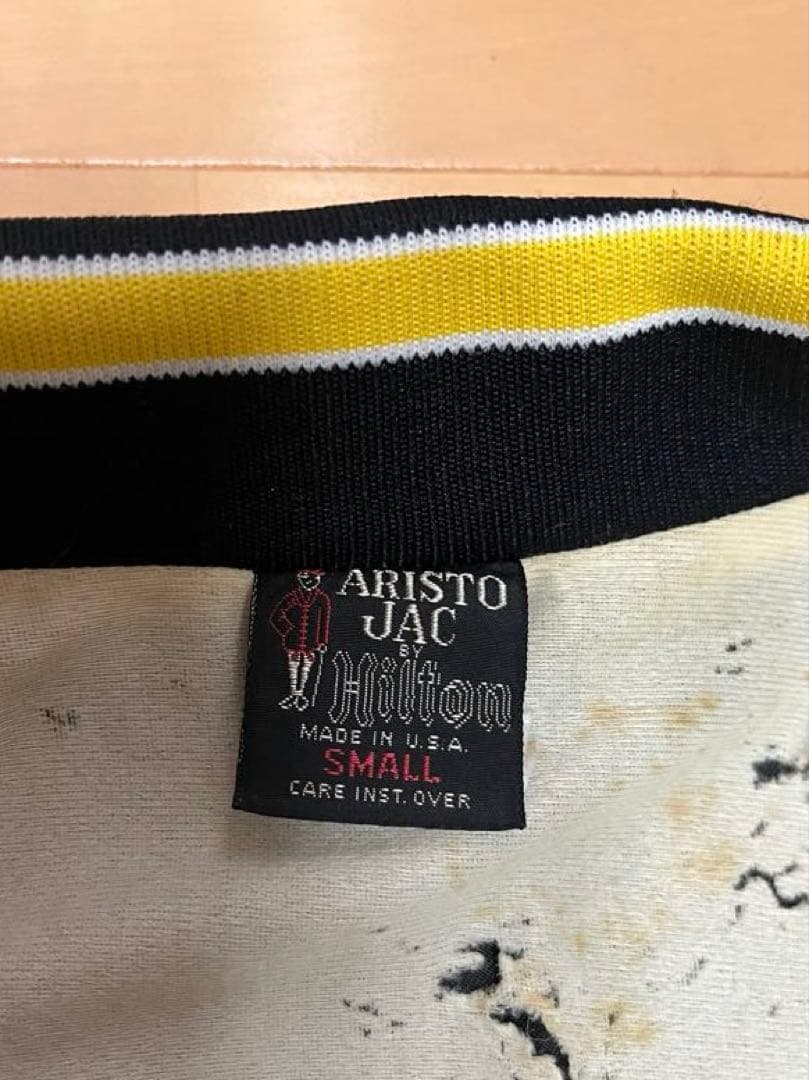 ARISTO
JAC
BY
Hilton
MADE IN U.S.A.
SMALL
CARE INST. OVER